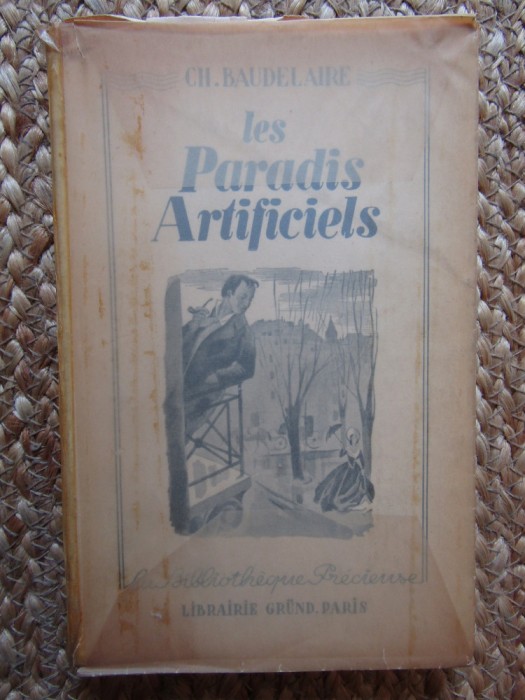 CH. BAUDELAIRE
les
Paradis
Artificiels
La Bibliothèque Précieuse
LIBRAIRIE GRÜND. PARIS